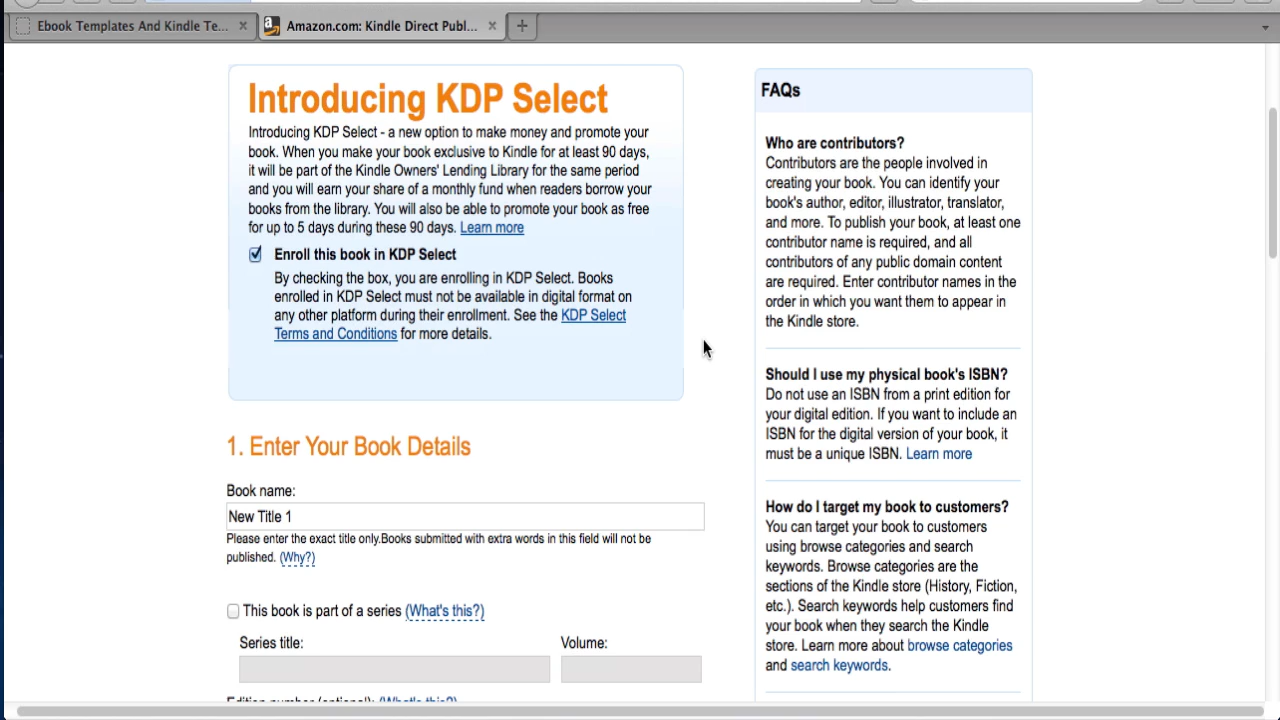 Ebook Templates And Kindle Te...
Amazon.com: Kindle Direct Publ...
Introducing KDP Select
Introducing KDP Select - a new option to make money and promote your
book. When you make your book exclusive to Kindle for at least 90 days,
it will be part of the Kindle Owners' Lending Library for the same period
and you will earn your share of a monthly fund when readers borrow your
books from the library. You will also be able to promote your book as free
for up to 5 days during these 90 days. Learn more
Enroll this book in KDP Select
By checking the box, you are enrolling in KDP Select. Books
enrolled in KDP Select must not be available in digital format on
any other platform during their enrollment. See the KDP Select
Terms and Conditions for more details.
1. Enter Your Book Details
Book name:
New Title 1
Please enter the exact title only.Books submitted with extra words in this field will not be
published. (Why?)
This book is part of a series (What's this?)
Series title:
Volume:
Edition number (optional): (What's this?)
FAQs
Who are contributors?
Contributors are the people involved in
creating your book. You can identify your
book's author, editor, illustrator, translator,
and more. To publish your book, at least one
contributor name is required, and all
contributors of any public domain content
are required. Enter contributor names in the
order in which you want them to appear in
the Kindle store.
Should I use my physical book's ISBN?
Do not use an ISBN from a print edition for
your digital edition. If you want to include an
ISBN for the digital version of your book, it
must be a unique ISBN. Learn more
How do I target my book to customers?
You can target your book to customers
using browse categories and search
keywords. Browse categories are the
sections of the Kindle store (History, Fiction,
etc.). Search keywords help customers find
your book when they search the Kindle
store. Learn more about browse categories
and search keywords.